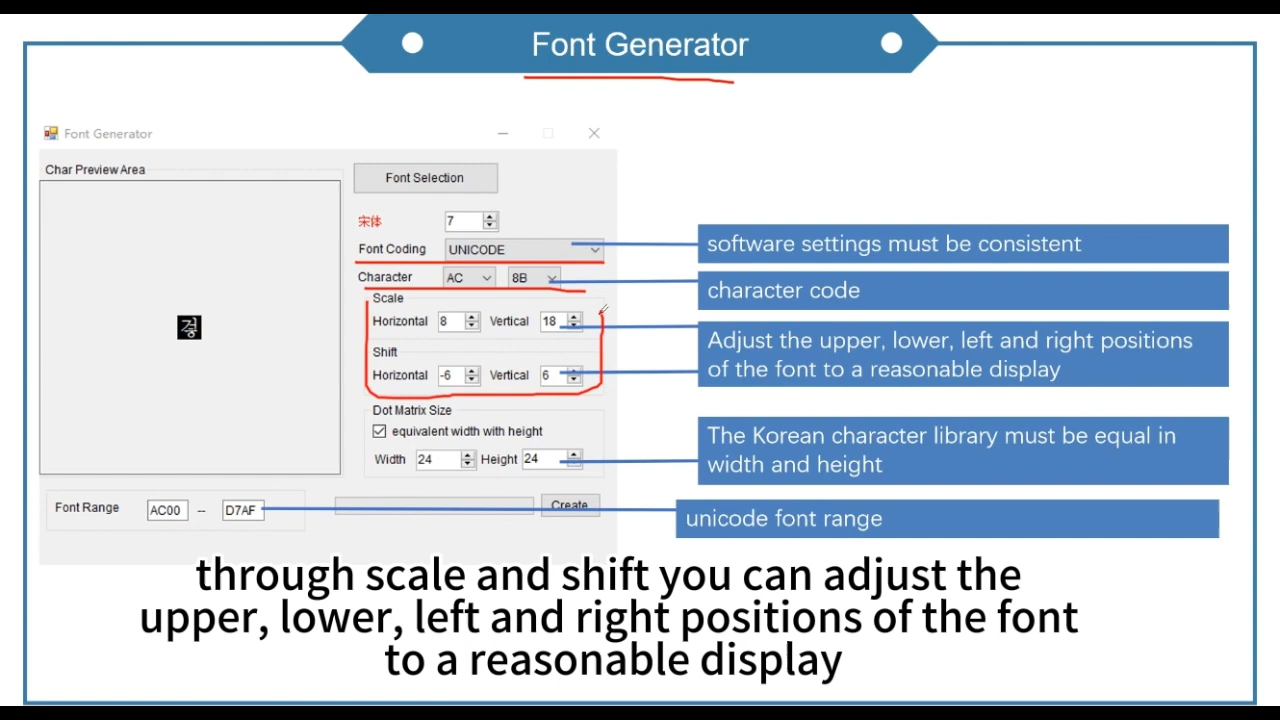 Font Generator
Font Generator
Char Preview Area
Font Selection
宋体 7
Font Coding UNICODE
Character AC 8B
Scale
Horizontal 8 Vertical 18
Shift
Horizontal -6 Vertical 6
Dot Matrix Size
equivalent width with height
Width 24 Height 24
Font Range AC00 -- D7AF
Create
software settings must be consistent
character code
Adjust the upper, lower, left and right positions
of the font to a reasonable display
The Korean character library must be equal in
width and height
unicode font range
through scale and shift you can adjust the
upper, lower, left and right positions of the font
to a reasonable display